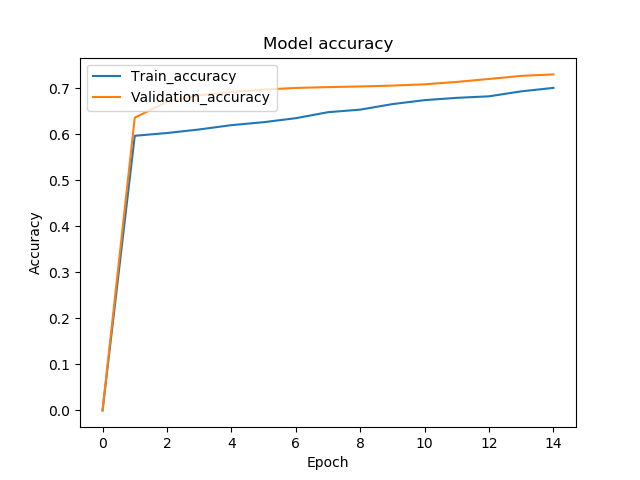 Model accuracy
Train_accuracy
Validation_accuracy
0.7
0.6
0.5
0.4
0.3
0.2
0.1
0.0
Accuracy
0 2 4 6 8 10 12 14
Epoch